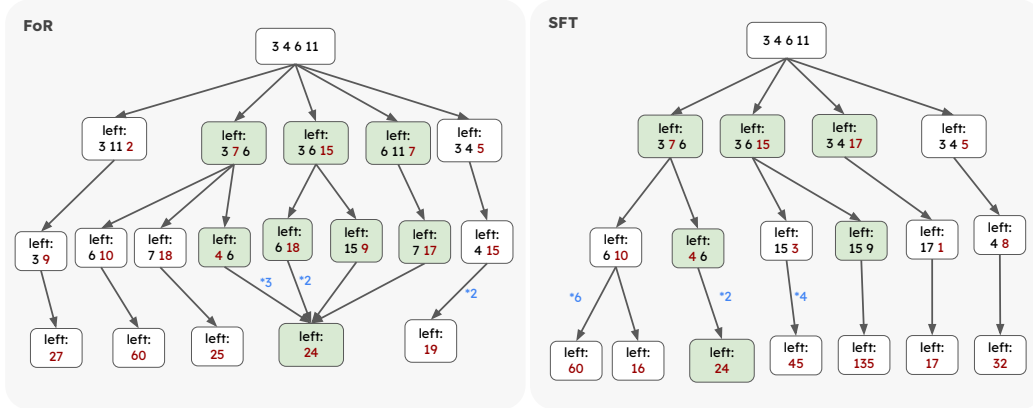 FoR
3 4 6 11
left:
3 11 2
left:
3 7 6
left:
3 6 15
left:
6 11 7
left:
3 4 5
left:
3 9
left:
6 10
left:
7 18
left:
4 6
left:
6 18
left:
15 9
left:
7 17
left:
4 15
*3
*2
*2
left:
27
left:
60
left:
25
left:
24
left:
19
SFT
3 4 6 11
left:
3 7 6
left:
3 6 15
left:
3 4 17
left:
3 4 5
left:
6 10
left:
4 6
left:
15 3
left:
15 9
left:
17 1
left:
4 8
*6
*2
*4
left:
60
left:
16
left:
24
left:
45
left:
135
left:
17
left:
32